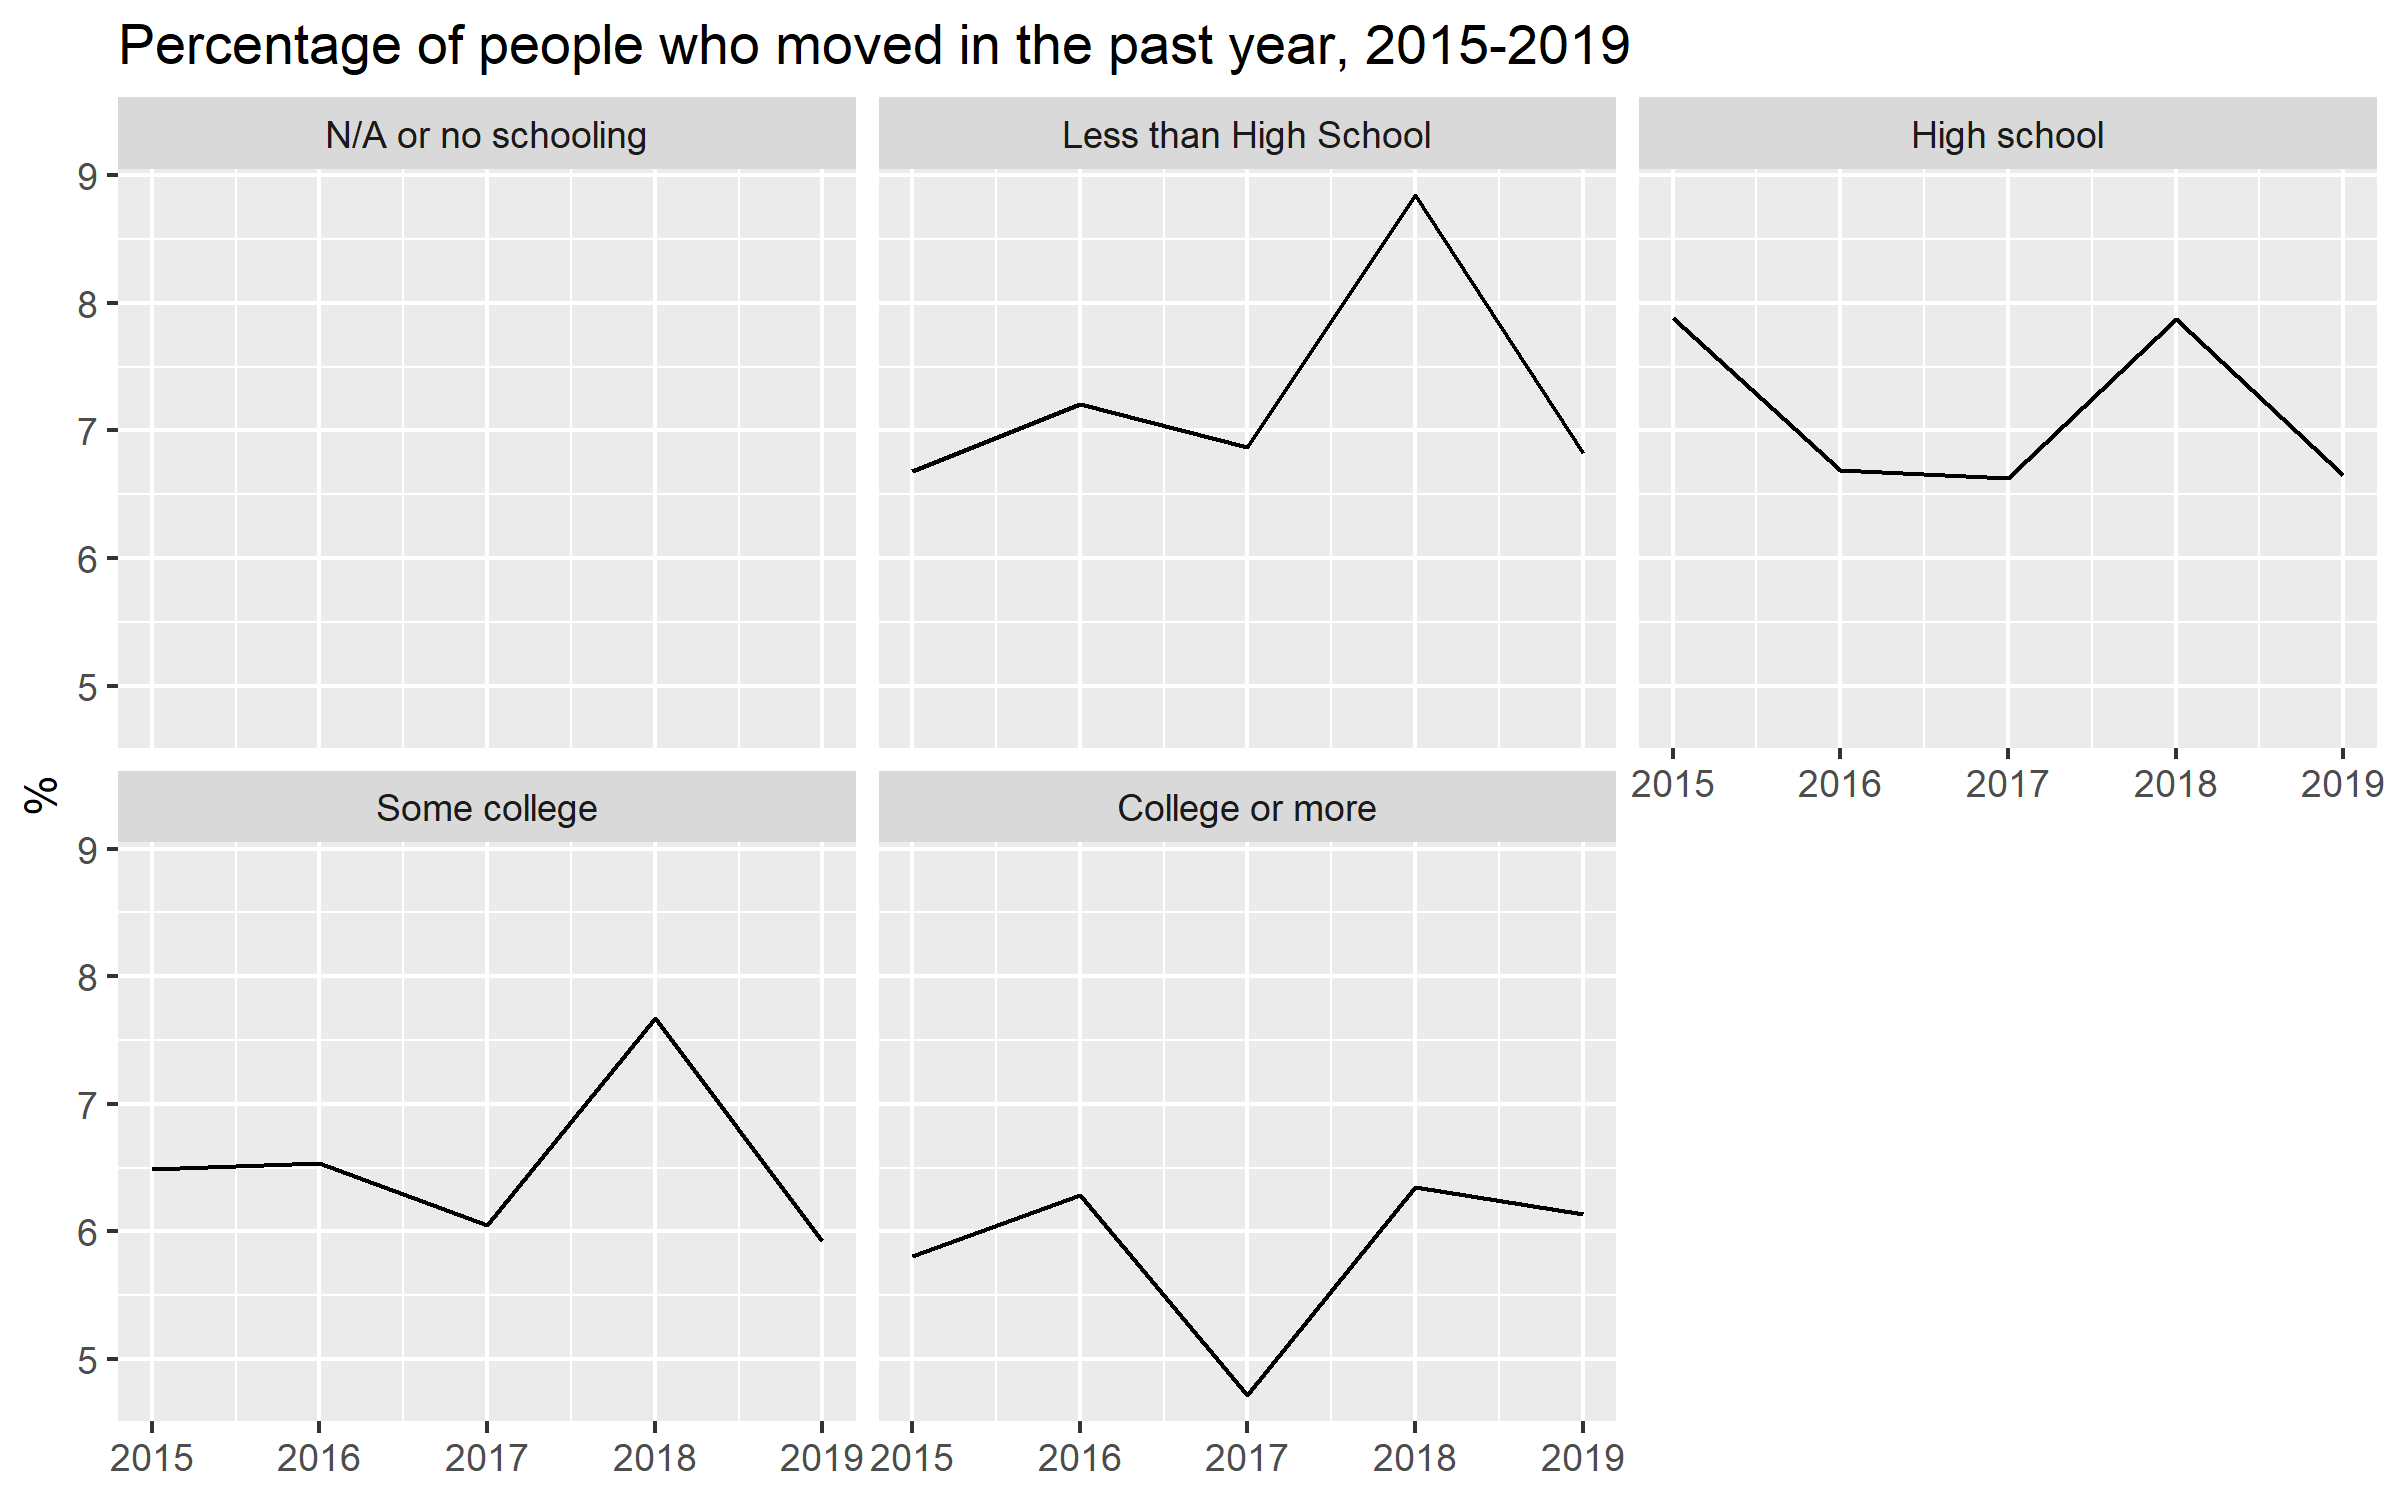 Percentage of people who moved in the past year, 2015-2019
N/A or no schooling Less than High School High school
9
8
7
6
5
2015 2016 2017 2018 2019
%
Some college College or more
9
8
7
6
5
2015 2016 2017 2018 2019 2015 2016 2017 2018 2019